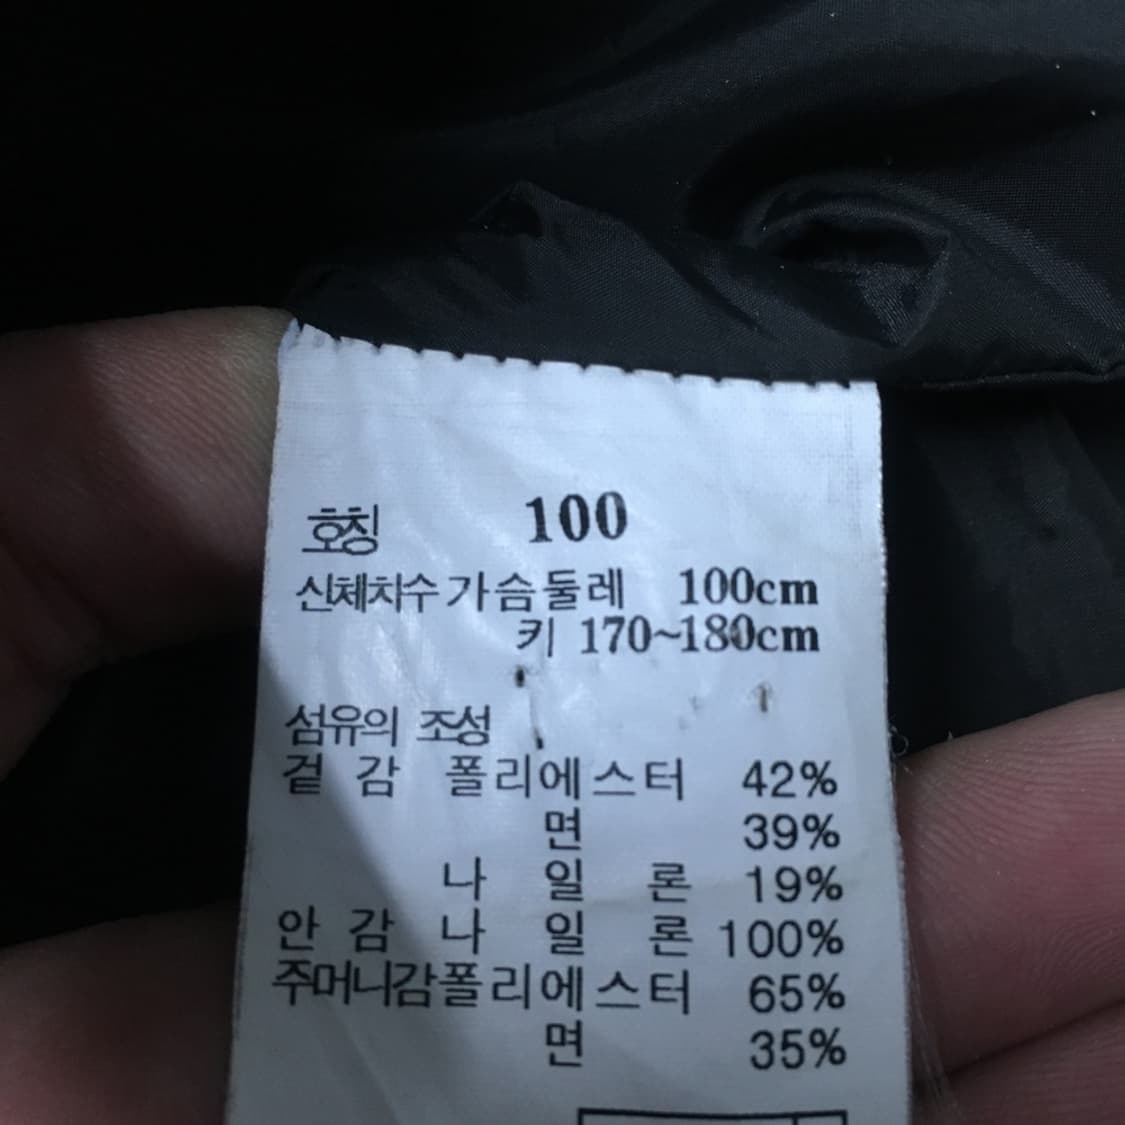 호칭 100
신체치수 가슴둘레 100cm
키 170~180cm
섬유의 조성
겉감 폴리에스터 42%
면 39%
나일론 19%
안감 나일론 100%
주머니감 폴리에스터 65%
면 35%